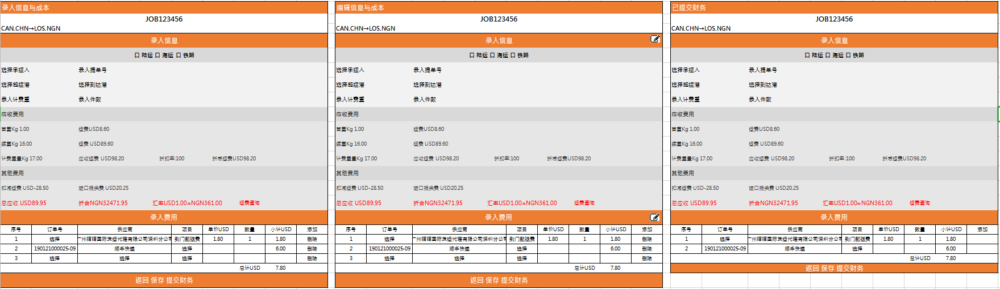 录入信息与成本
JOB123456
CAN.CHN→LOS.NGN
录入信息
口 陆运 口 海运 口 铁路
选择承运人 录入提单号
选择起运港 选择到达港
录入计费重 录入件数
应收费用
首重Kg 1.00 运费USD8.60
续重Kg 16.00 运费 USD89.60
计费重量Kg 17.00 应收运费 USD98.20 折扣率:100 折后运费USD98.20
其他费用
扣减运费 USD-28.50 进口报关费 USD20.25
总应收 USD89.95 折合NGN32471.95 汇率USD1.00=NGN361.00 运费查询
录入费用
序号 订单号 供应商 项目 单价USD 数量 小计USD 添加
1 选择 广州喵喵国际货运代理有限公司深圳分公司 到门配送费 1.80 1 1.80 删除
2 190121000025-09 顺丰快递 选择 6.00 删除
3 选择 选择 选择 删除
总计USD 7.80
返回 保存 提交财务
编辑信息与成本
JOB123456
CAN.CHN→LOS.NGN
录入信息
口 陆运 口 海运 口 铁路
选择承运人 录入提单号
选择起运港 选择到达港
录入计费重 录入件数
应收费用
首重Kg 1.00 运费USD8.60
续重Kg 16.00 运费 USD89.60
计费重量Kg 17.00 应收运费 USD98.20 折扣率:100 折后运费USD98.20
其他费用
扣减运费 USD-28.50 进口报关费 USD20.25
总应收 USD89.95 折合NGN32471.95 汇率USD1.00=NGN361.00 运费查询
录入费用
序号 订单号 供应商 项目 单价USD 数量 小计USD 添加
1 选择 广州喵喵国际货运代理有限公司深圳分公司 到门配送费 1.80 1 1.80 删除
2 190121000025-09 顺丰快递 选择 6.00 删除
3 选择 选择 选择 删除
总计USD 7.80
返回 保存 提交财务
已提交财务
JOB123456
CAN.CHN→LOS.NGN
录入信息
口 陆运 口 海运 口 铁路
选择承运人 录入提单号
选择起运港 选择到达港
录入计费重 录入件数
应收费用
首重Kg 1.00 运费USD8.60
续重Kg 16.00 运费 USD89.60
计费重量Kg 17.00 应收运费 USD98.20 折扣率:100 折后运费USD98.20
其他费用
扣减运费 USD-28.50 进口报关费 USD20.25
总应收 USD89.95 折合NGN32471.95 汇率USD1.00=NGN361.00 运费查询
录入费用
序号 订单号 供应商 项目 单价USD 数量 小计USD 添加
1 选择 广州喵喵国际货运代理有限公司深圳分公司 到门配送费 1.80 1 1.80
2 190121000025-09 顺丰快递 选择 6.00
总计USD 7.80
返回 保存 提交财务